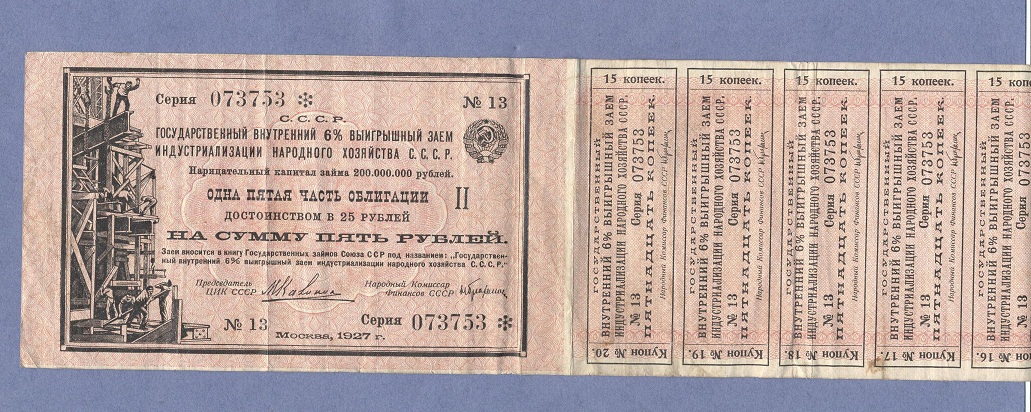 Серия 073753 ✻ № 13
С.С.С.Р.
ГОСУДАРСТВЕННЫЙ ВНУТРЕННИЙ 6% ВЫИГРЫШНЫЙ ЗАЕМ
ИНДУСТРИАЛИЗАЦИИ НАРОДНОГО ХОЗЯЙСТВА С.С.С.Р.
Нарицательный капитал займа 200.000.000 рублей.
ОДНА ПЯТАЯ ЧАСТЬ ОБЛИГАЦИИ II
ДОСТОИНСТВОМ В 25 РУБЛЕЙ
НА СУММУ ПЯТЬ РУБЛЕЙ.
Заем вносится в книгу Государственных займов Союза ССР под названием: „Государствен-
ный внутренний 6% выигрышный заем индустриализации народного хозяйства С.С.С.Р."
Председатель
ЦИК СССР
Народный Комиссар
Финансов СССР
№ 13 Серия 073753 ✻
Москва, 1927 г.
15 копеек.
ГОСУДАРСТВЕННЫЙ
ВНУТРЕННИЙ 6% ВЫИГРЫШНЫЙ ЗАЕМ
ИНДУСТРИАЛИЗАЦИИ НАРОДНОГО ХОЗЯЙСТВА СССР.
№ 13 Серия 073753
ПЯТНАДЦАТЬ КОПЕЕК.
Народный Комиссар Финансов СССР
Купон № 20.
15 копеек.
ГОСУДАРСТВЕННЫЙ
ВНУТРЕННИЙ 6% ВЫИГРЫШНЫЙ ЗАЕМ
ИНДУСТРИАЛИЗАЦИИ НАРОДНОГО ХОЗЯЙСТВА СССР.
№ 13 Серия 073753
ПЯТНАДЦАТЬ КОПЕЕК.
Народный Комиссар Финансов СССР
Купон № 19.
15 копеек.
ГОСУДАРСТВЕННЫЙ
ВНУТРЕННИЙ 6% ВЫИГРЫШНЫЙ ЗАЕМ
ИНДУСТРИАЛИЗАЦИИ НАРОДНОГО ХОЗЯЙСТВА СССР.
№ 13 Серия 073753
ПЯТНАДЦАТЬ КОПЕЕК.
Народный Комиссар Финансов СССР
Купон № 18.
15 копеек.
ГОСУДАРСТВЕННЫЙ
ВНУТРЕННИЙ 6% ВЫИГРЫШНЫЙ ЗАЕМ
ИНДУСТРИАЛИЗАЦИИ НАРОДНОГО ХОЗЯЙСТВА СССР.
№ 13 Серия 073753
ПЯТНАДЦАТЬ КОПЕЕК.
Народный Комиссар Финансов СССР
Купон № 17.
15 коп
ГОСУДАРСТВЕННЫЙ
ВНУТРЕННИЙ 6% ВЫИГРЫШНЫЙ ЗАЕМ
ИНДУСТРИАЛИЗАЦИИ НАРОДНОГО ХОЗЯЙСТВА СССР.
№ 13 Серия 073753
Купон № 16.